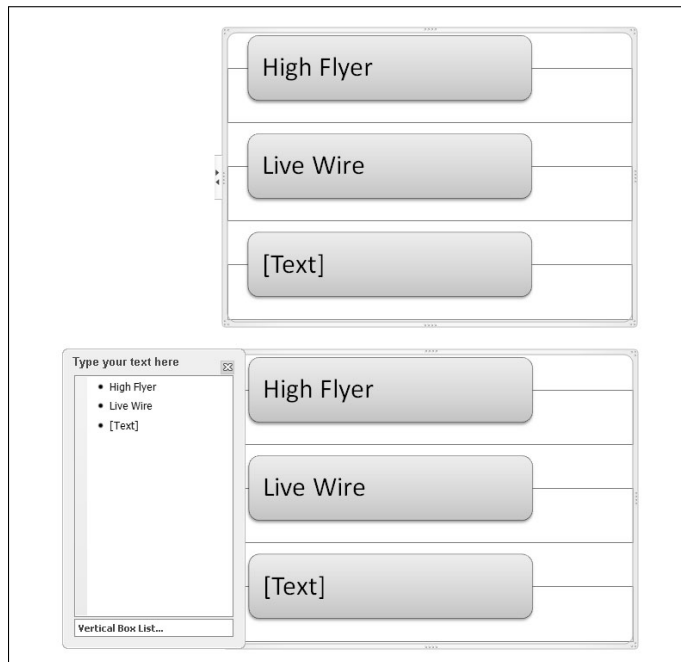 High Flyer
Live Wire
[Text]
Type your text here
• High Flyer
• Live Wire
• [Text]
Vertical Box List...
High Flyer
Live Wire
[Text]